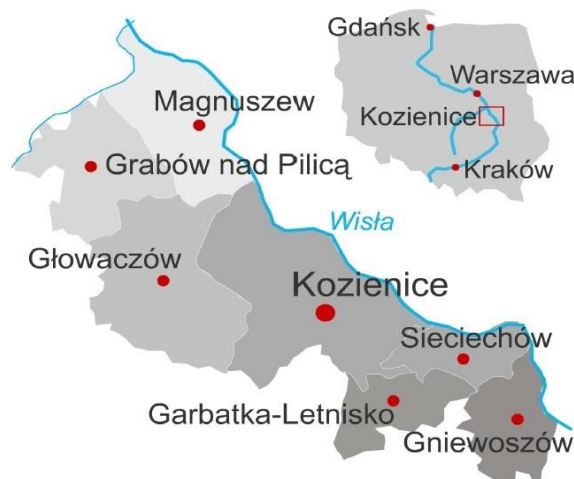 Gdańsk
Warszawa
Kozienice
Kraków
Magnuszew
Grabów nad Pilicą
Wisła
Głowaczów
Kozienice
Sieciechów
Garbatka-Letnisko
Gniewoszów